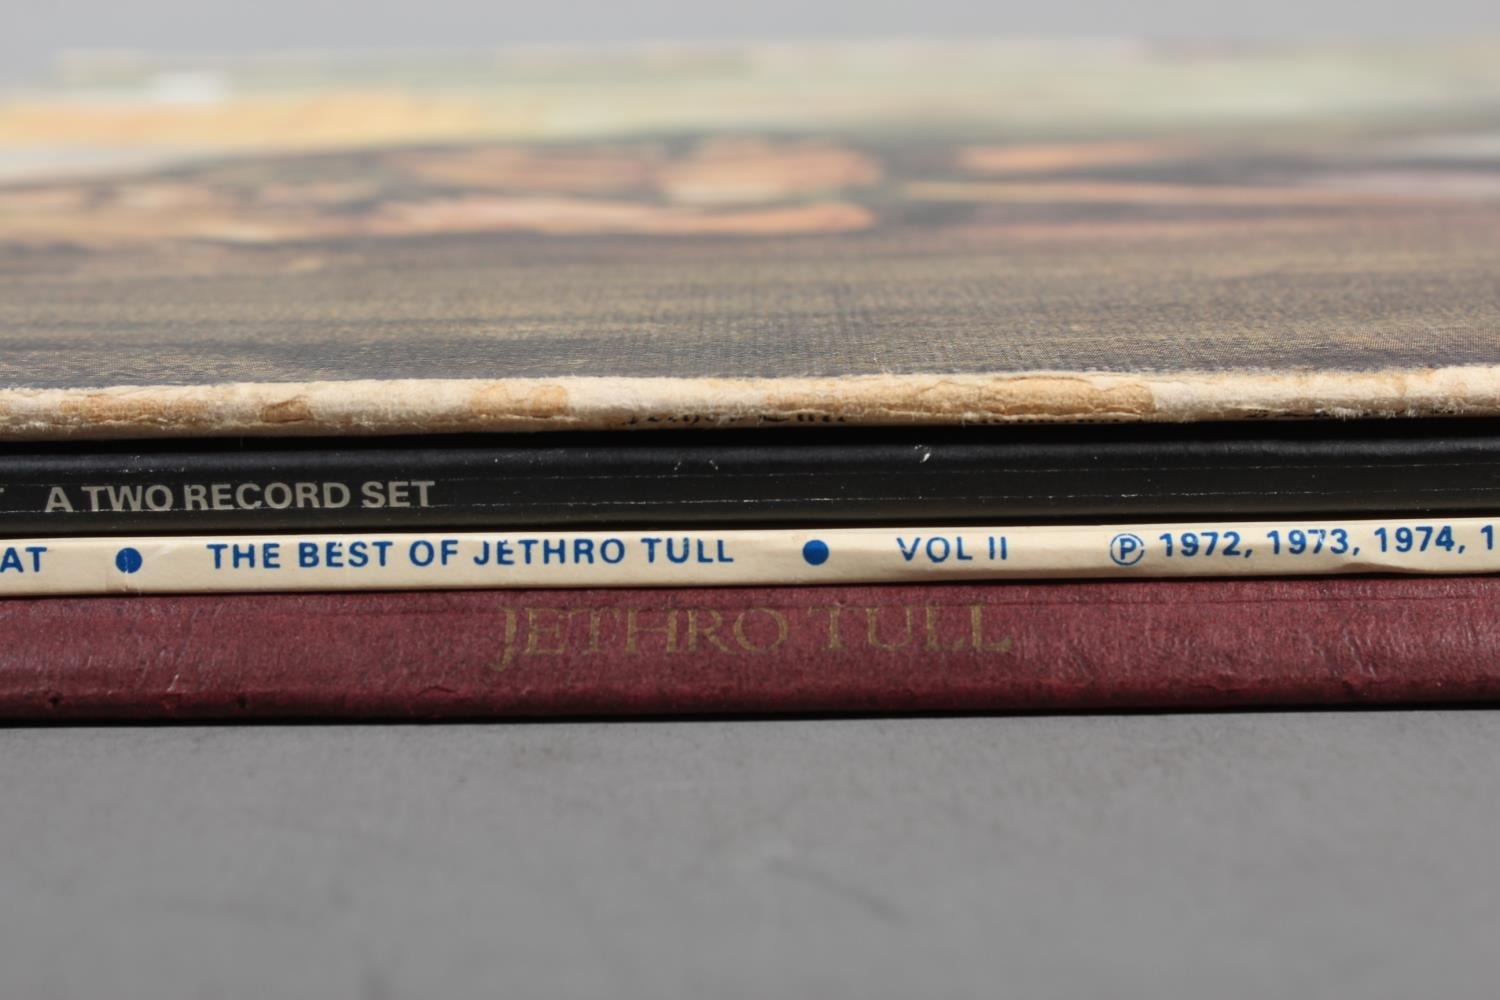 A TWO RECORD SET
AT • THE BEST OF JETHRO TULL • VOL II ℗ 1972, 1973, 1974, 1
JETHRO TULL